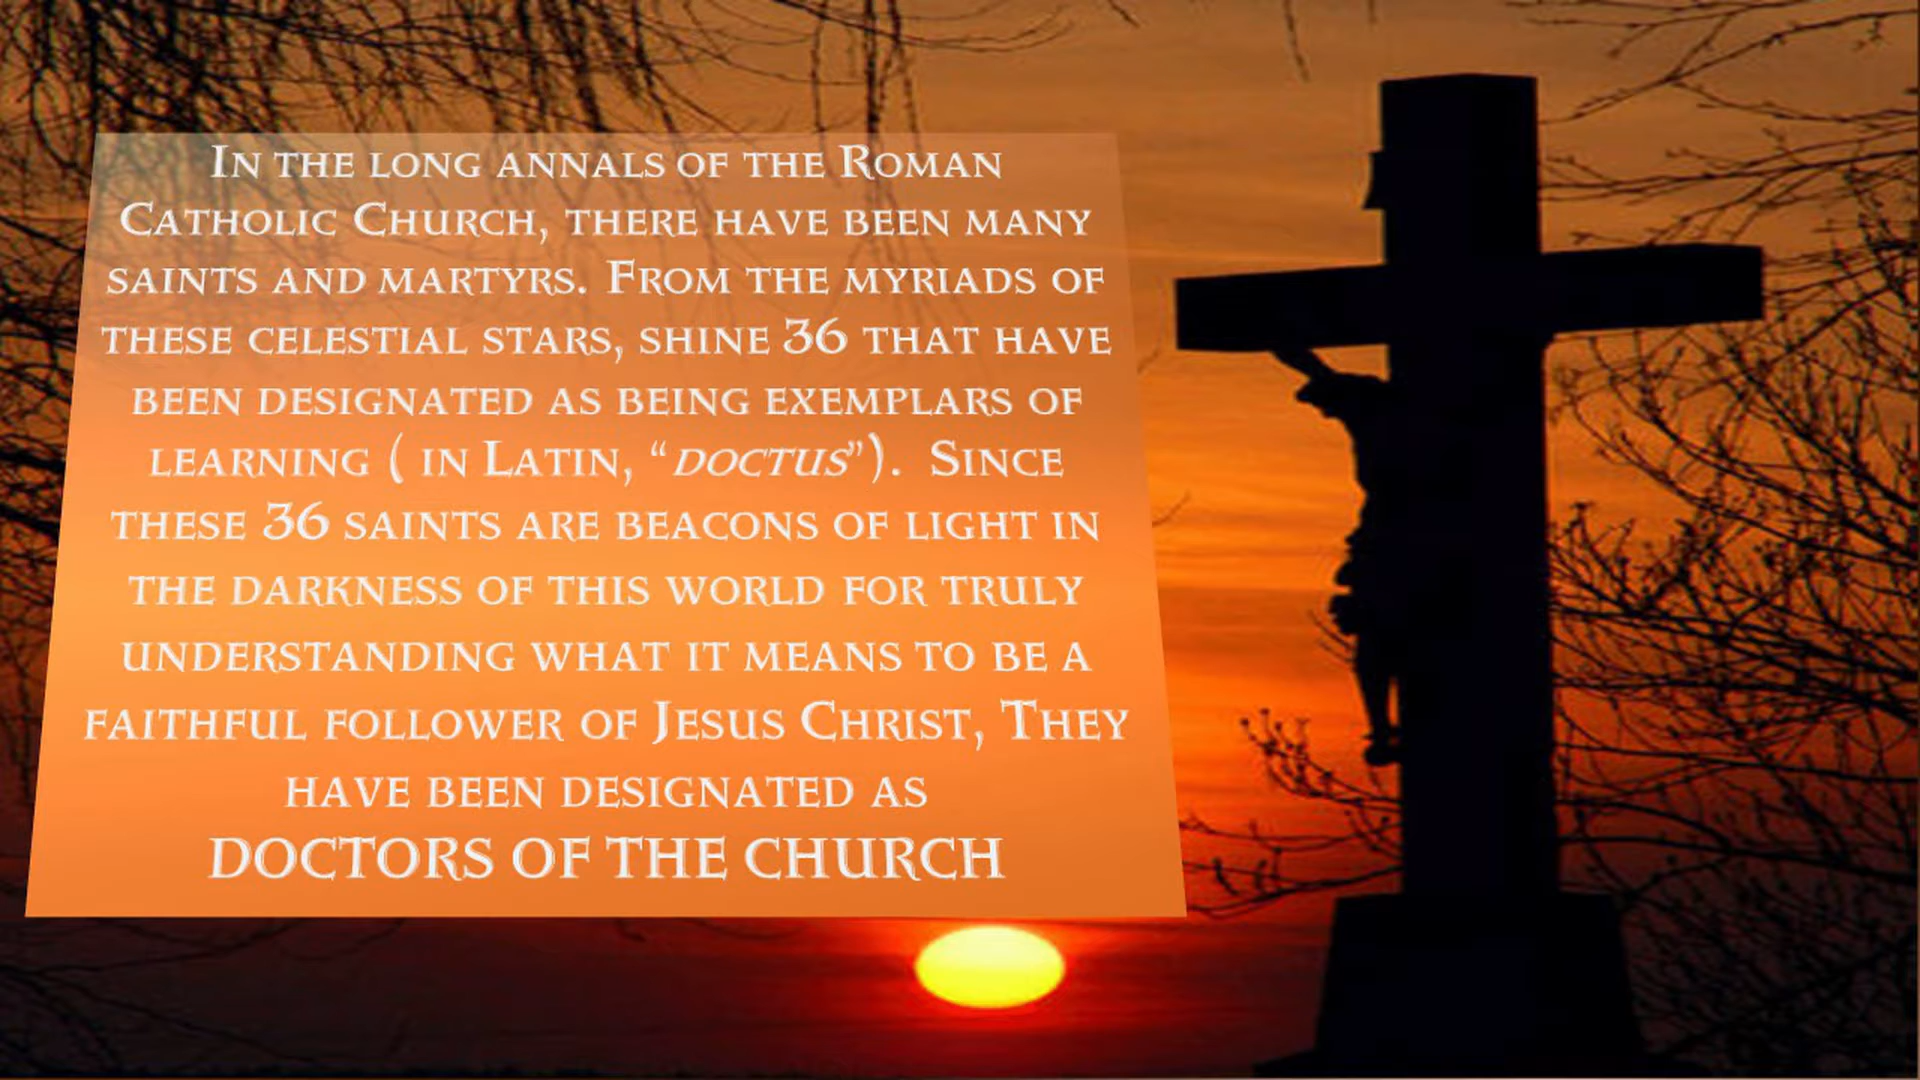 In the long annals of the Roman
Catholic Church, there have been many
saints and martyrs. From the myriads of
these celestial stars, shine 36 that have
been designated as being exemplars of
learning ( in Latin, “doctus”). Since
these 36 saints are beacons of light in
the darkness of this world for truly
understanding what it means to be a
faithful follower of Jesus Christ, They
have been designated as
DOCTORS OF THE CHURCH